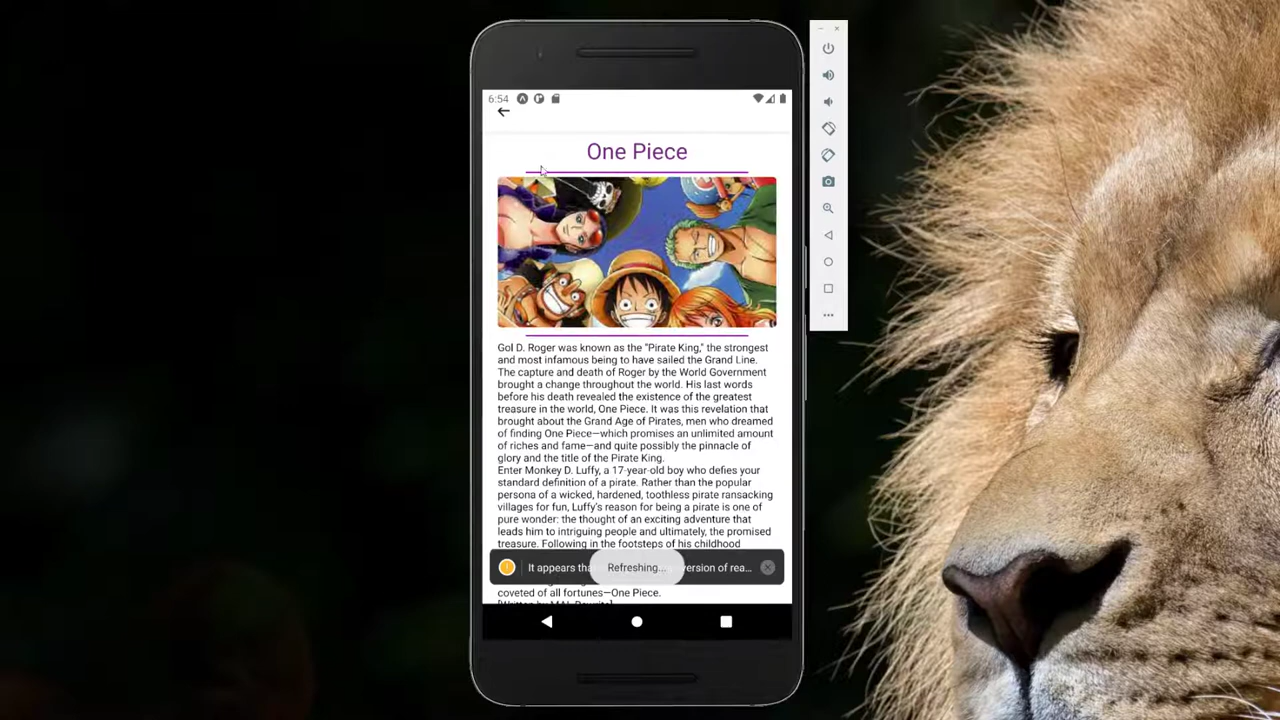 6:54
One Piece
Gol D. Roger was known as the "Pirate King," the strongest
and most infamous being to have sailed the Grand Line.
The capture and death of Roger by the World Government
brought a change throughout the world. His last words
before his death revealed the existence of the greatest
treasure in the world, One Piece. It was this revelation that
brought about the Grand Age of Pirates, men who dreamed
of finding One Piece—which promises an unlimited amount
of riches and fame—and quite possibly the pinnacle of
glory and the title of the Pirate King.
Enter Monkey D. Luffy, a 17-year-old boy who defies your
standard definition of a pirate. Rather than the popular
persona of a wicked, hardened, toothless pirate ransacking
villages for fun, Luffy's reason for being a pirate is one of
pure wonder: the thought of an exciting adventure that
leads him to intriguing people and ultimately, the promised
treasure. Following in the footsteps of his childhood
It appears version of rea...
Refreshing...
coveted of all fortunes—One Piece.